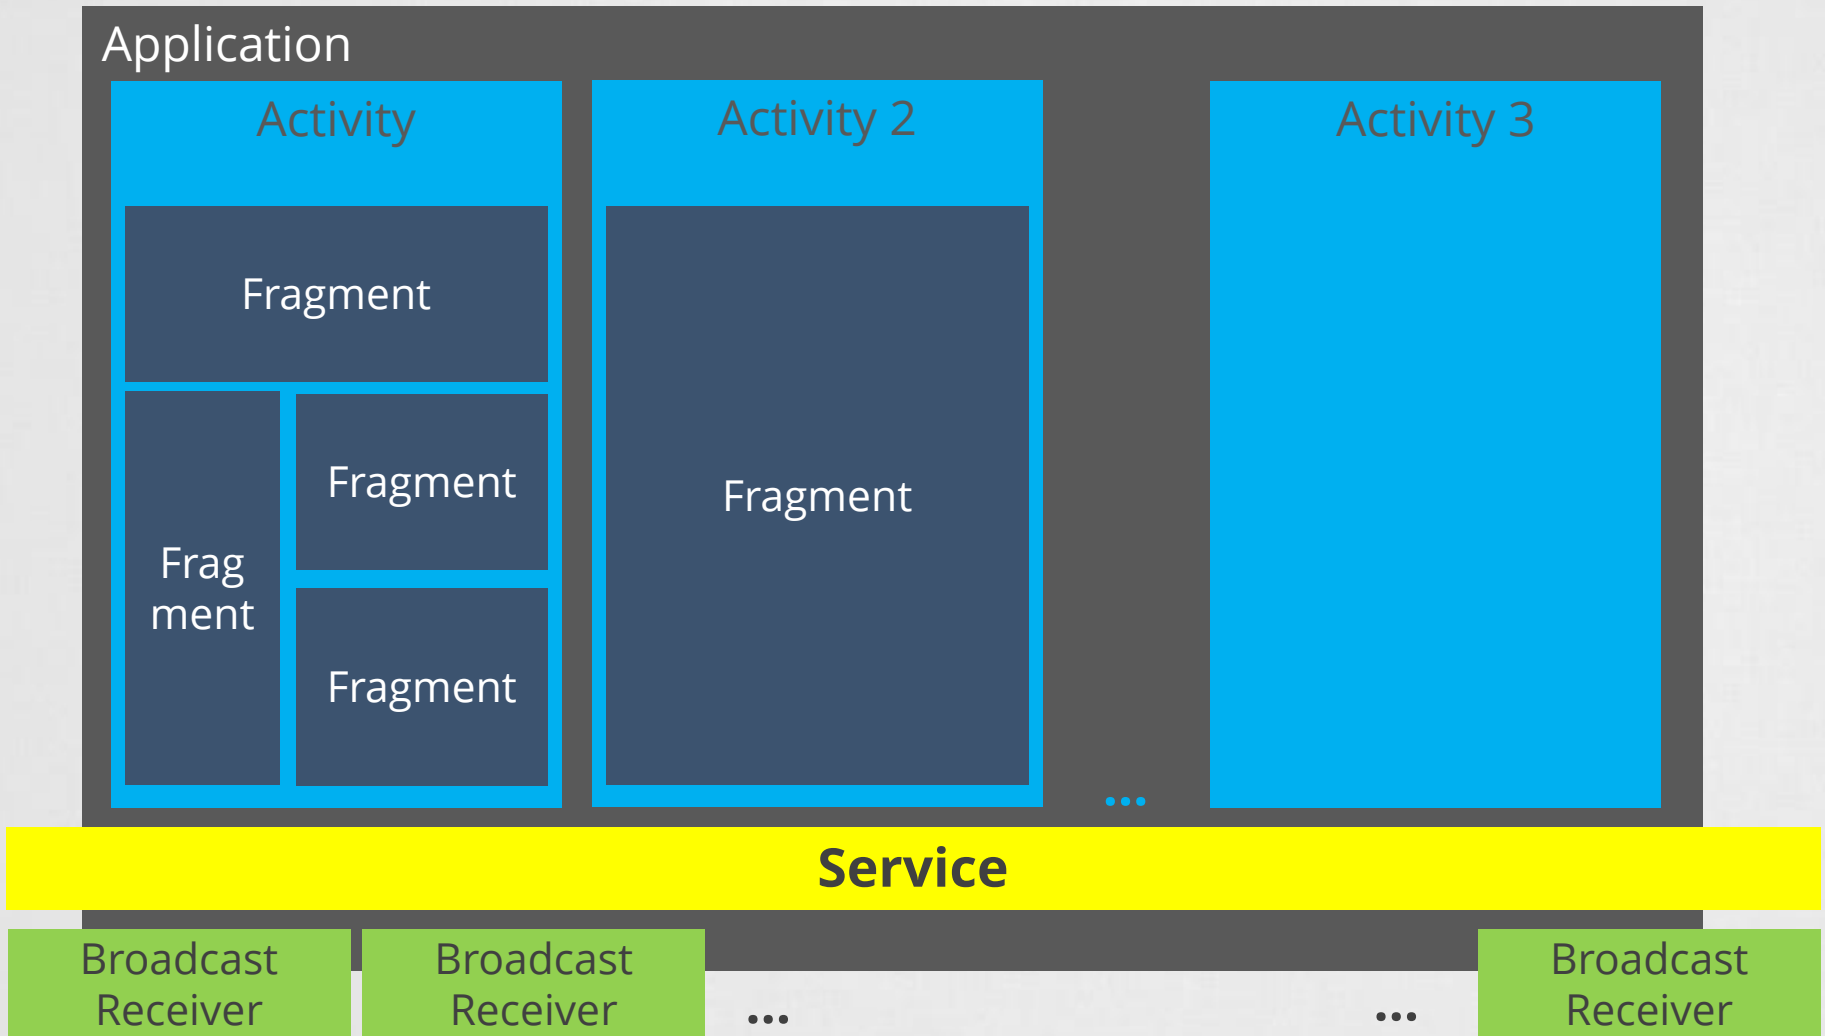 Application
Activity
Activity 2
Activity 3
Fragment
Fragment
Frag
ment
Fragment
Fragment
...
Service
Broadcast
Receiver
Broadcast
Receiver
...
...
Broadcast
Receiver